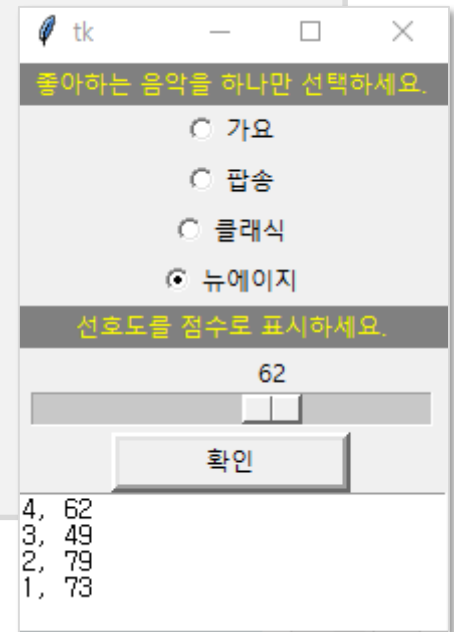 tk
좋아하는 음악을 하나만 선택하세요.
가요
팝송
클래식
뉴에이지
선호도를 점수로 표시하세요.
62
확인
4, 62
3, 49
2, 79
1, 73